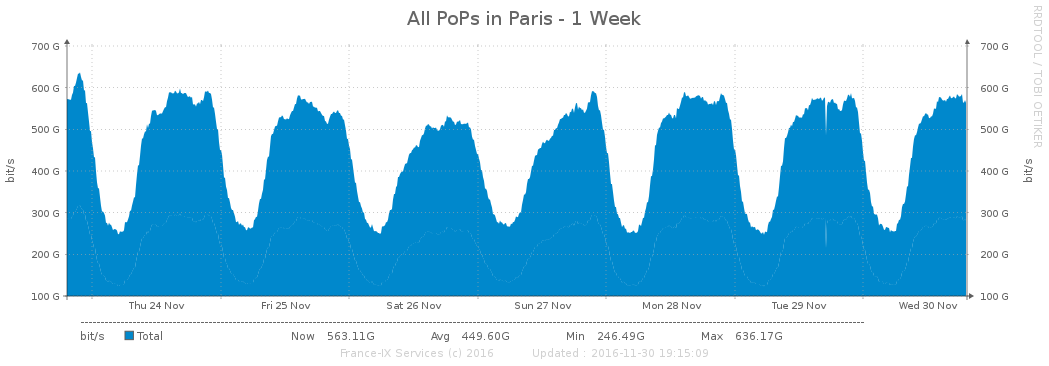 All PoPs in Paris - 1 Week
RRDTOOL / TOBI OETIKER
700 G 700 G
600 G 600 G
500 G 500 G
400 G 400 G
300 G 300 G
200 G 200 G
100 G 100 G
bit/s bit/s
Thu 24 Nov Fri 25 Nov Sat 26 Nov Sun 27 Nov Mon 28 Nov Tue 29 Nov Wed 30 Nov
bit/s Total Now 563.11G Avg 449.60G Min 246.49G Max 636.17G
France-IX Services (c) 2016 Updated : 2016-11-30 19:15:09